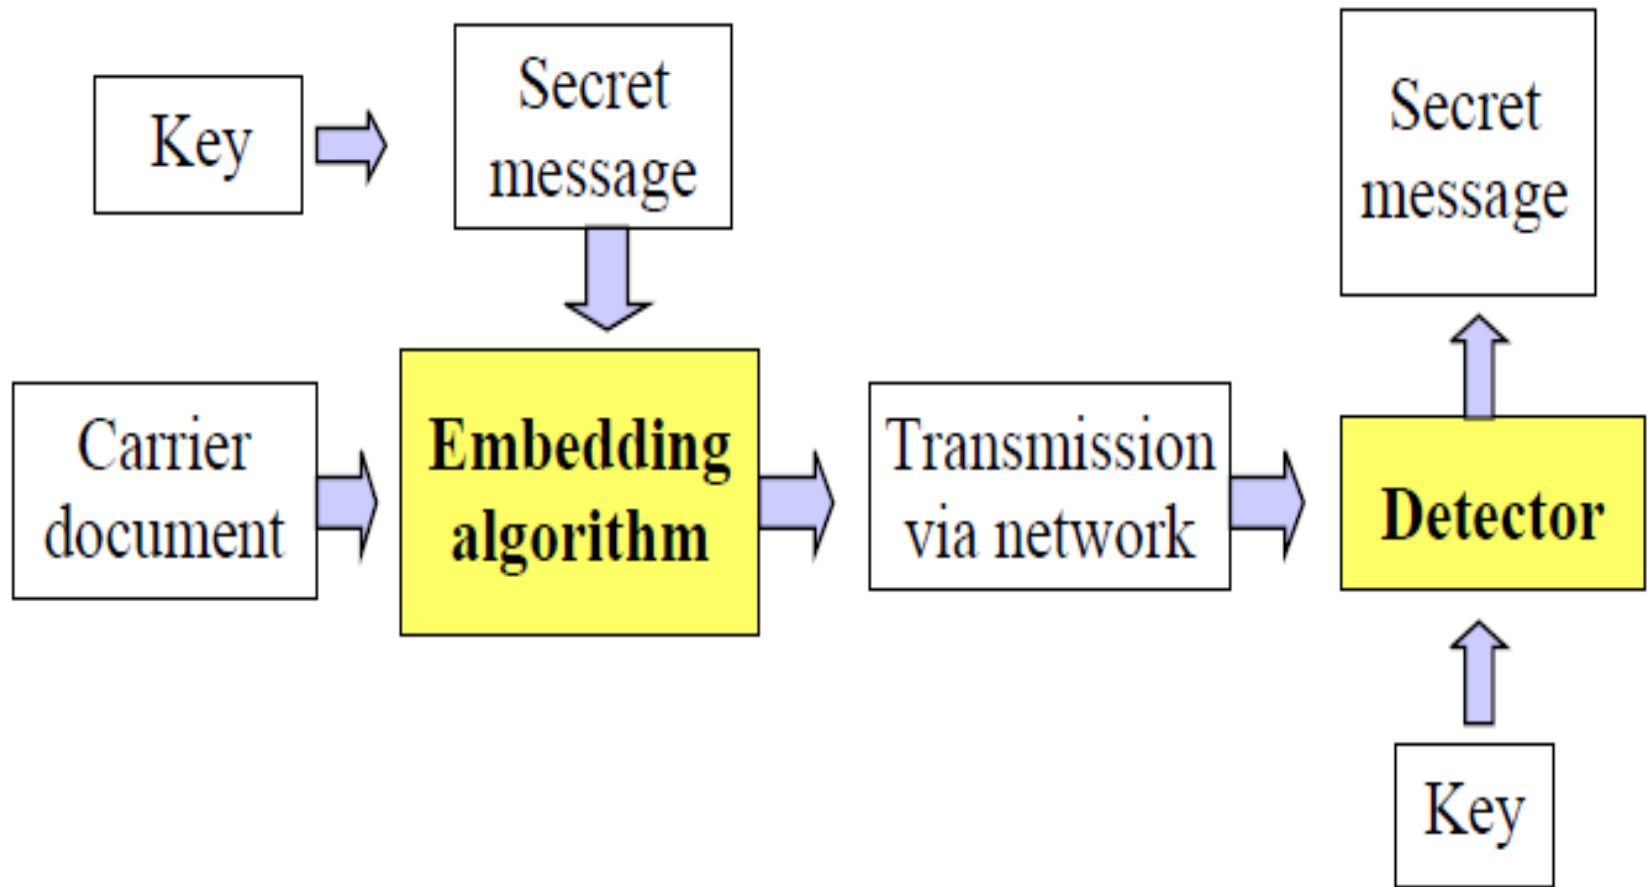 Key
Secret
message
Secret
message
Carrier
document
Embedding
algorithm
Transmission
via network
Detector
Key